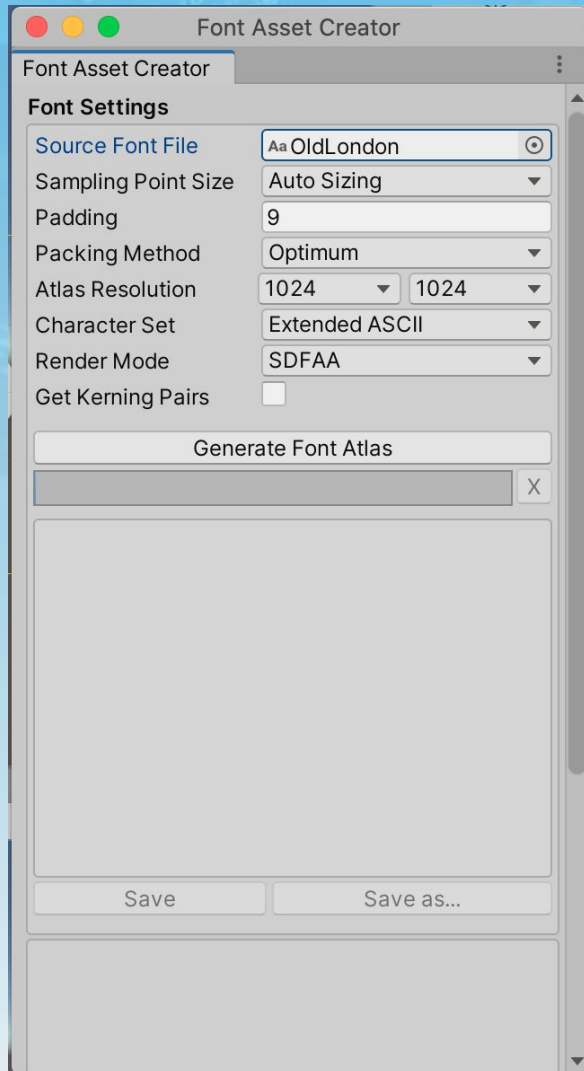 Font Asset Creator
Font Asset Creator
Font Settings
Source Font File Aa OldLondon
Sampling Point Size Auto Sizing
Padding 9
Packing Method Optimum
Atlas Resolution 1024 1024
Character Set Extended ASCII
Render Mode SDFAA
Get Kerning Pairs
Generate Font Atlas
X
Save Save as...